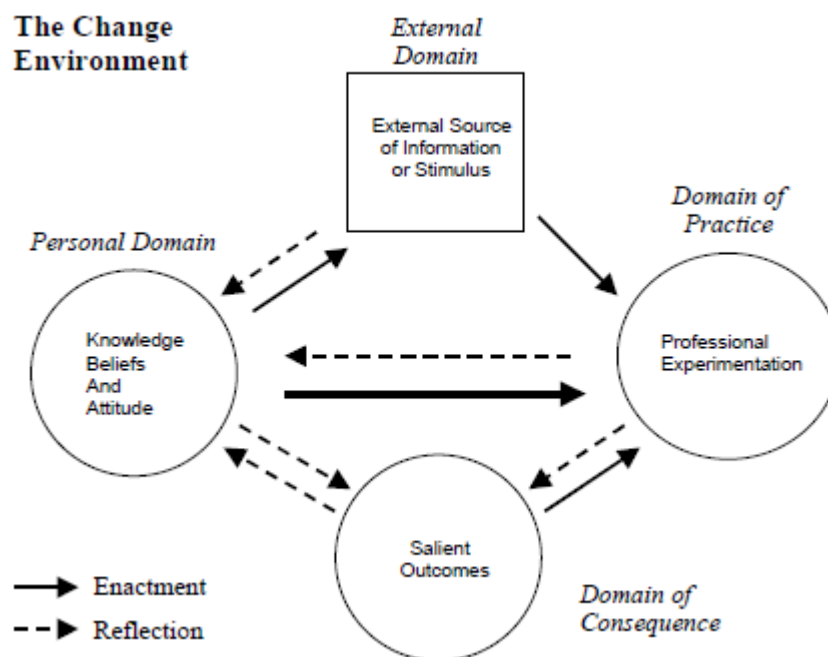 The Change
Environment
External
Domain
External Source
of Information
or Stimulus
Domain of
Practice
Personal Domain
Knowledge
Beliefs
And
Attitude
Professional
Experimentation
Salient
Outcomes
Enactment
Reflection
Domain of
Consequence